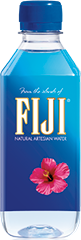 From the islands of
FIJI
NATURAL ARTESIAN WATER